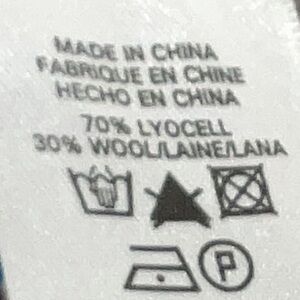 MADE IN CHINA
FABRIQUE EN CHINE
HECHO EN CHINA
70% LYOCELL
30% WOOL/LAINE/LANA
P